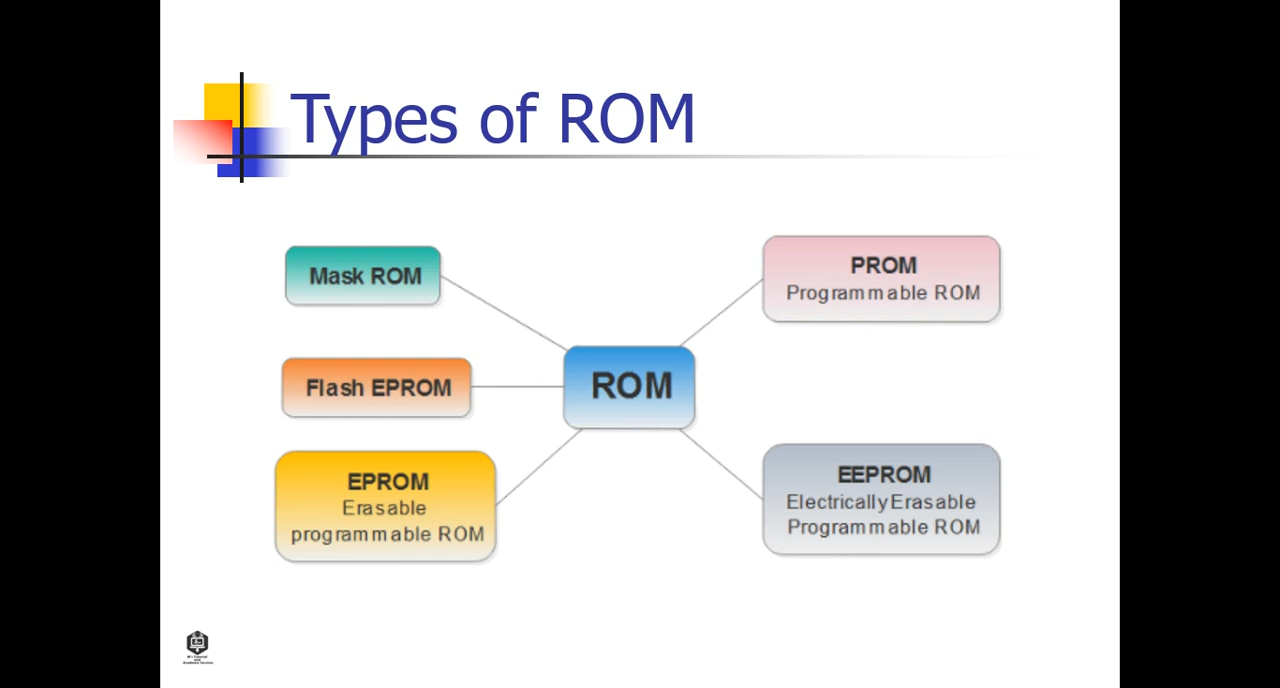 Types of ROM
Mask ROM
Flash EPROM
EPROM
Erasable
programmable ROM
ROM
PROM
Programmable ROM
EEPROM
Electrically Erasable
Programmable ROM